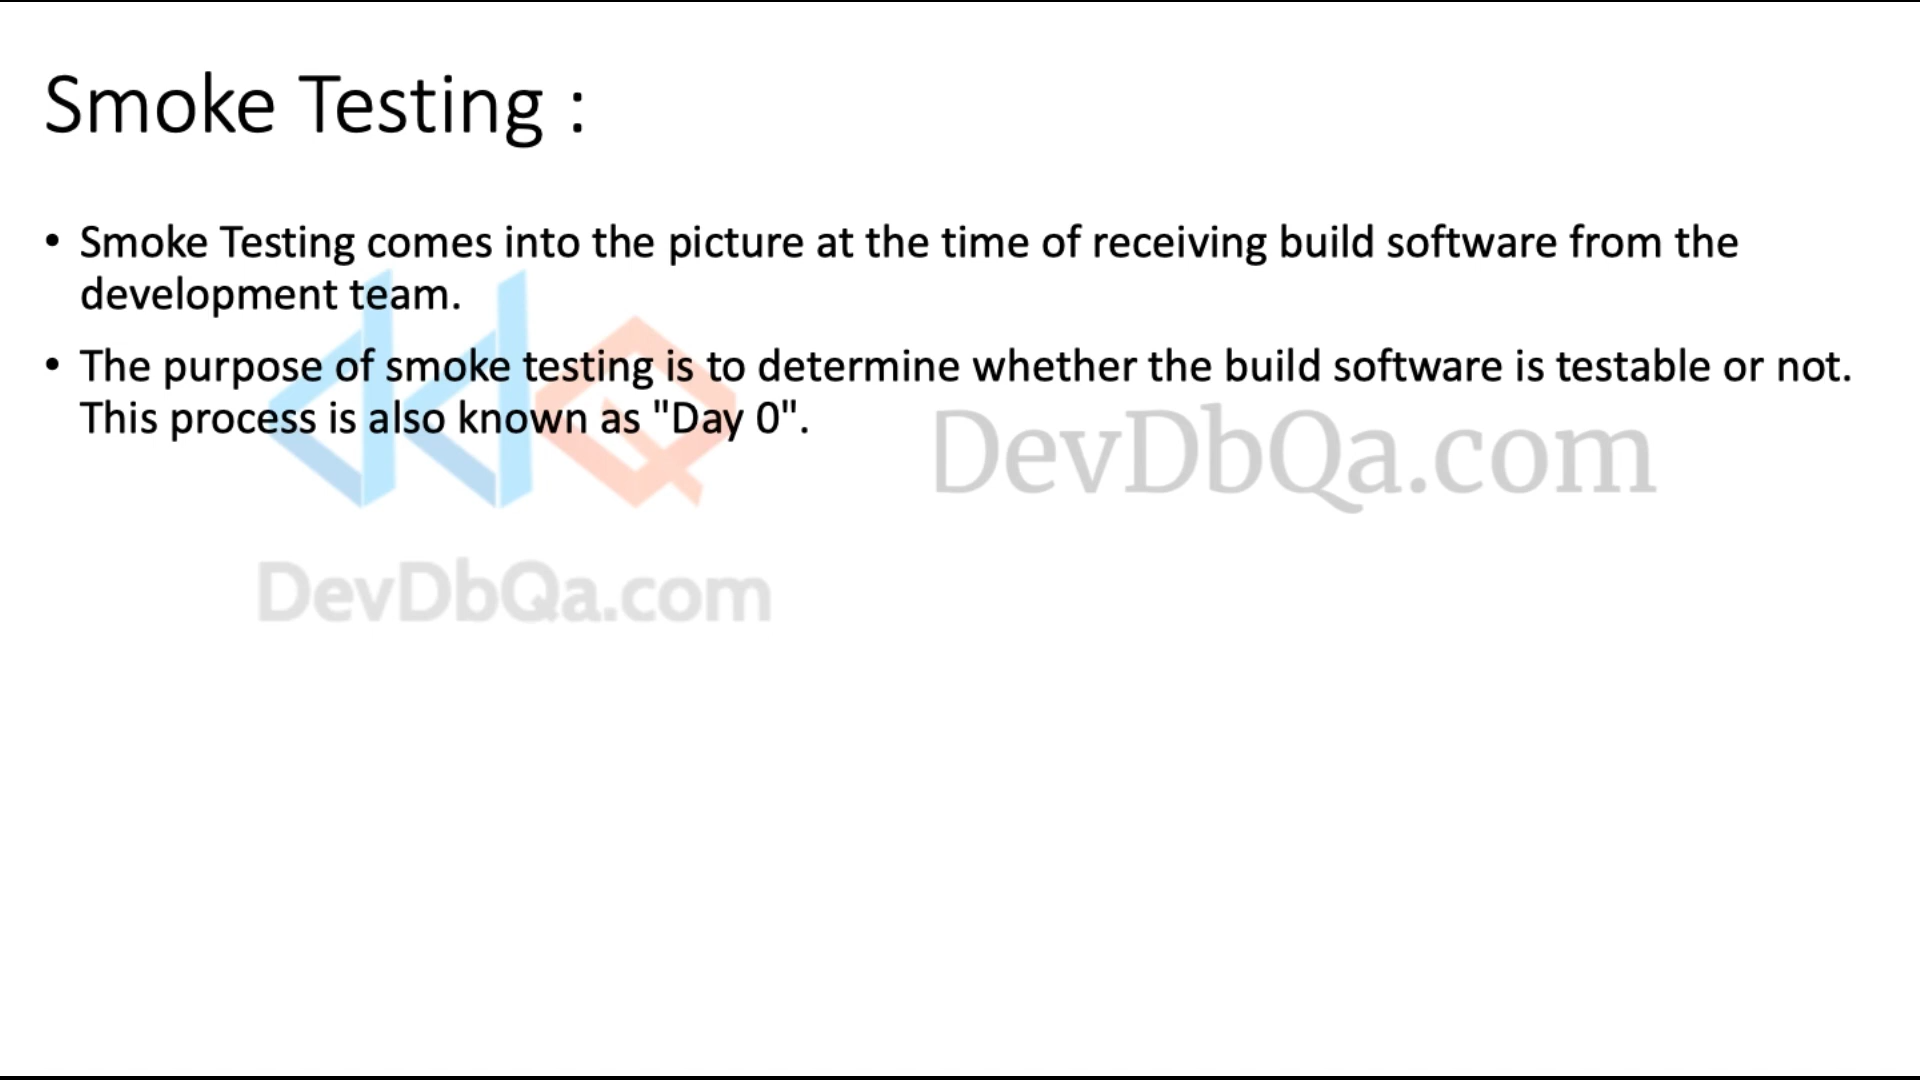 Smoke Testing :
• Smoke Testing comes into the picture at the time of receiving build software from the
development team.
• The purpose of smoke testing is to determine whether the build software is testable or not.
This process is also known as "Day 0".
DevDbQa.com
DevDbQa.com